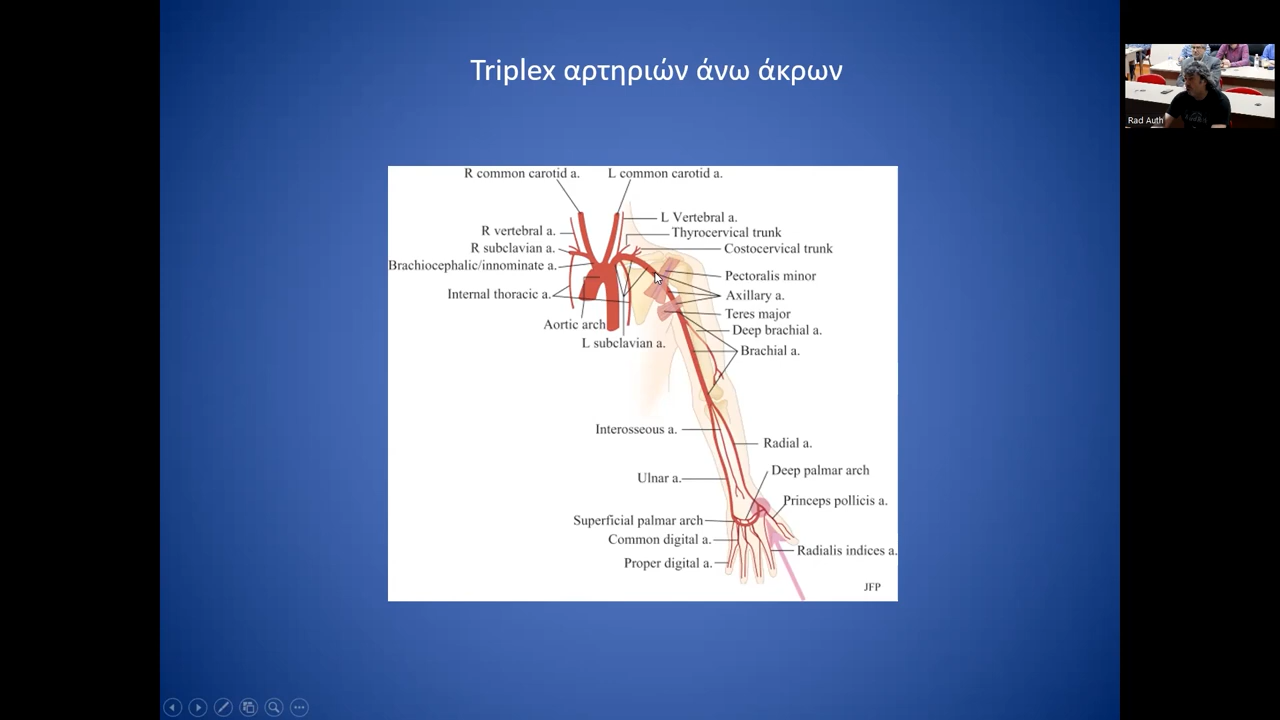 Triplex αρτηριών άνω άκρων
R common carotid a.
L common carotid a.
R vertebral a.
L Vertebral a.
Thyrocervical trunk
R subclavian a.
Costocervical trunk
Brachiocephalic/innominate a.
Pectoralis minor
Internal thoracic a.
Axillary a.
Teres major
Aortic arch
Deep brachial a.
L subclavian a.
Brachial a.
Interosseous a.
Radial a.
Deep palmar arch
Ulnar a.
Princeps pollicis a.
Superficial palmar arch
Common digital a.
Radialis indices a.
Proper digital a.
JFP
Rad Auth